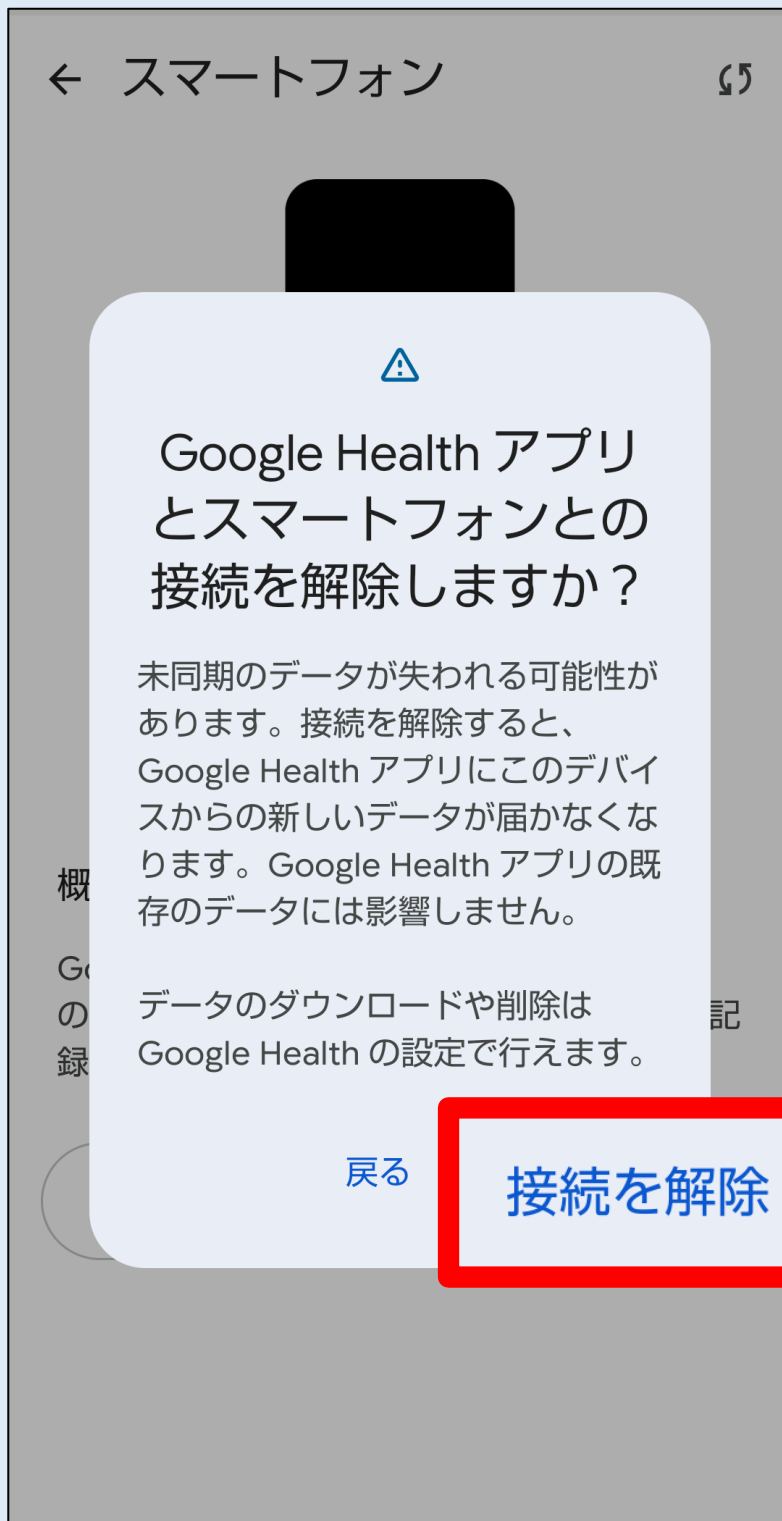 スマートフォン
Google Health アプリ
とスマートフォンとの
接続を解除しますか？
未同期のデータが失われる可能性が
あります。接続を解除すると、
Google Health アプリにこのデバイ
スからの新しいデータが届かなくな
ります。Google Health アプリの既
存のデータには影響しません。
データのダウンロードや削除は
Google Health の設定で行えます。
戻る
接続を解除
概
Go
の
記
録